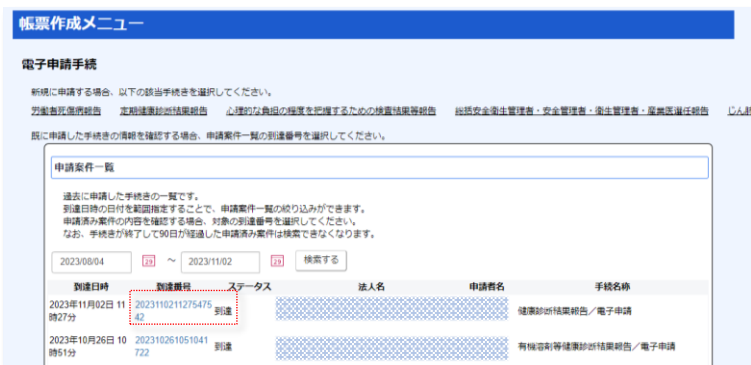 帳票作成メニュー
電子申請手続
新規に申請する場合、以下の該当手続きを選択してください。
労働者死傷病報告 定期健康診断結果報告 心理的な負担の程度を把握するための検査結果等報告 総括安全衛生管理者・安全管理者・衛生管理者・産業医選任報告 じん肺
既に申請した手続きの情報を確認する場合、申請案件一覧の到達番号を選択してください。
申請案件一覧
過去に申請した手続きの一覧です。
到達日時の日付を範囲指定することで、申請案件一覧の絞り込みができます。
申請済み案件の内容を確認する場合、対象の到達番号を選択してください。
なお、手続きが終了して90日が経過した申請済み案件は検索できなくなります。
2023/08/04 29 ～ 2023/11/02 29 検索する
到達日時 到達番号 ステータス 法人名 申請者名 手続名称
2023年11月02日 11時27分 202311021127547542 到達 健康診断結果報告／電子申請
2023年10月26日 10時51分 202310261051041722 到達 有機溶剤等健康診断結果報告／電子申請